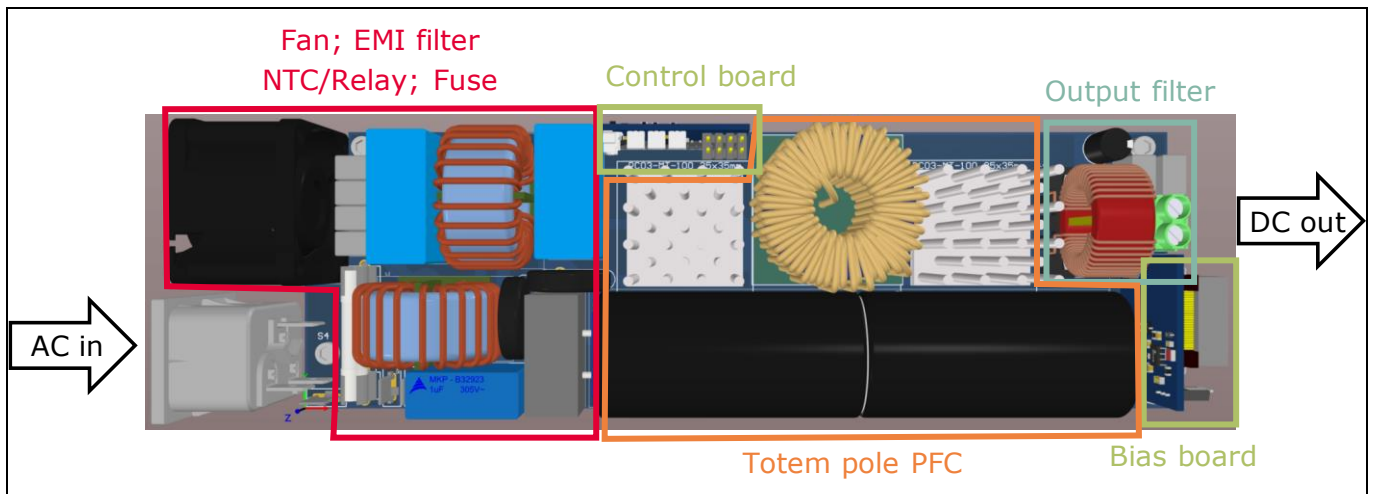 Fan; EMI filter
NTC/Relay; Fuse
Control board
Output filter
AC in
DC out
S4
MKP - B32923
1uF 305V~
Z
Totem pole PFC
Bias board